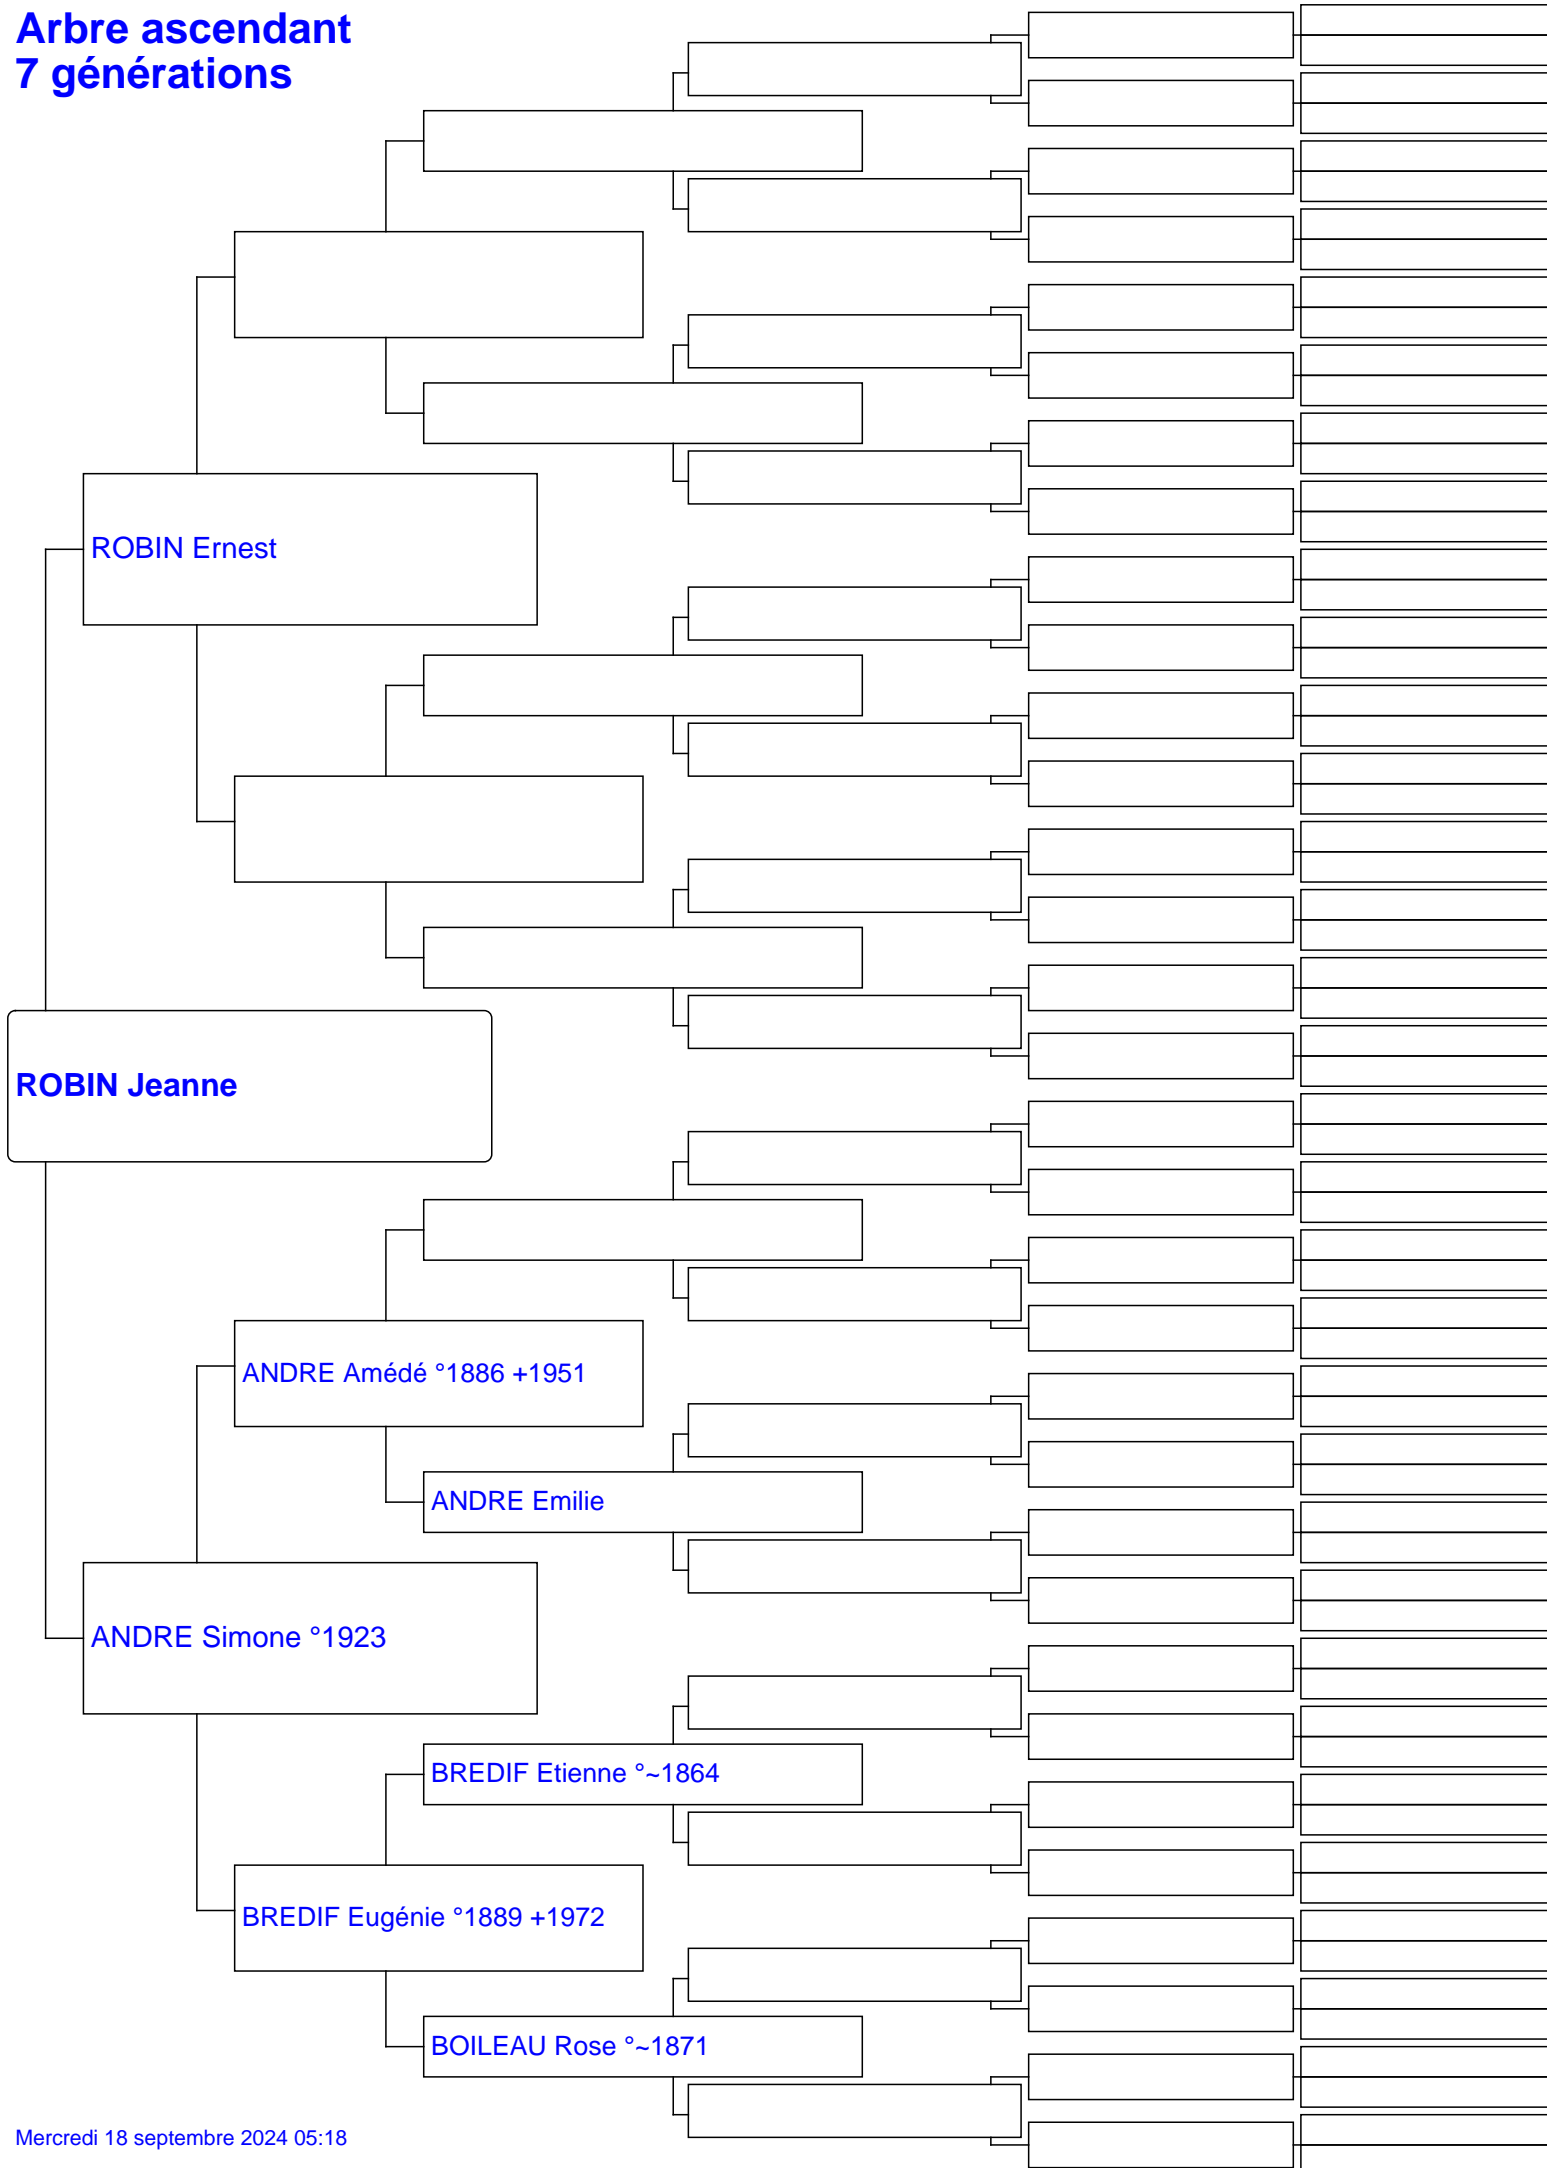 Arbre ascendant
7 générations
ROBIN Ernest
ROBIN Jeanne
ANDRE Amédé °1886 +1951
ANDRE Emilie
ANDRE Simone °1923
BREDIF Etienne °~1864
BREDIF Eugénie °1889 +1972
BOILEAU Rose °~1871
Mercredi 18 septembre 2024 05:18